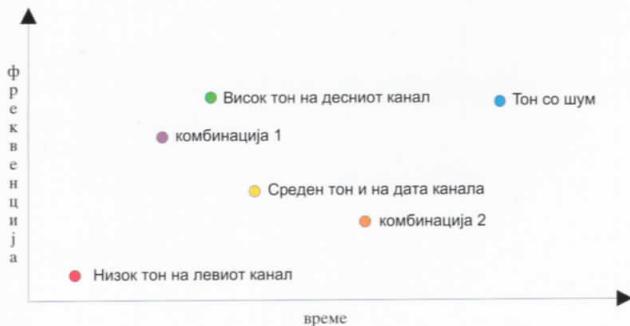 фреквенција
Висок тон на десниот канал
Тон со шум
комбинација 1
Среден тон и на дата канала
комбинација 2
Низок тон на левиот канал
време